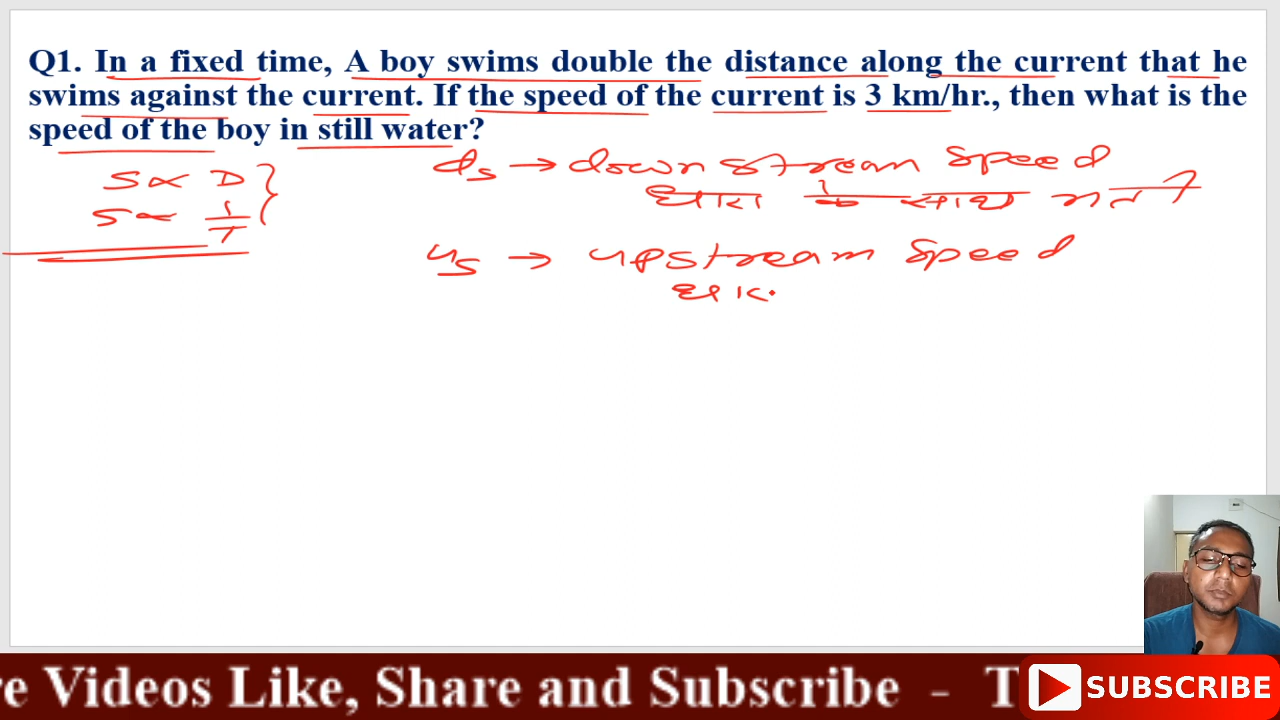 Q1. In a fixed time, A boy swims double the distance along the current that he
swims against the current. If the speed of the current is 3 km/hr., then what is the
speed of the boy in still water?
S ∝ D
S ∝ 1/T
ds → down stream speed
धारा के साथ गति
us → upstream speed
धारा
re Videos Like, Share and Subscribe - T
SUBSCRIBE